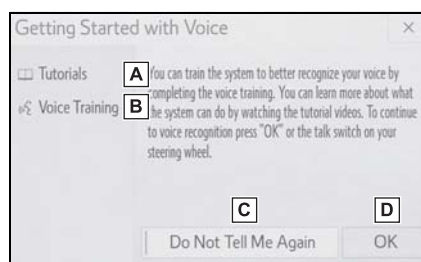 Getting Started with Voice ×
Tutorials
Voice Training
A
B
You can train the system to better recognize your voice by
completing the voice training. You can learn more about what
the system can do by watching the tutorial videos. To continue
to voice recognition press "OK" or the talk switch on your
steering wheel.
C
D
Do Not Tell Me Again
OK